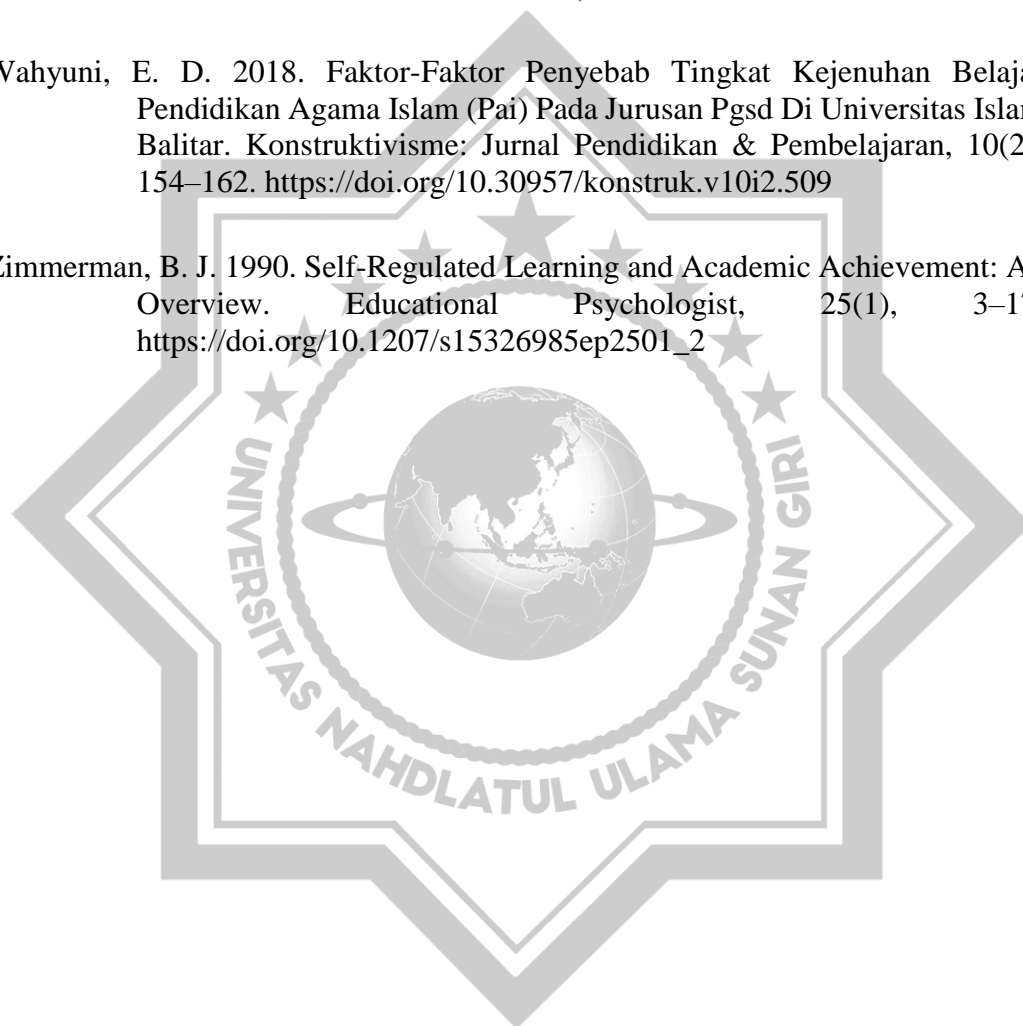 Wahyuni, E. D. 2018. Faktor-Faktor Penyebab Tingkat Kejenuhan Belaja
Pendidikan Agama Islam (Pai) Pada Jurusan Pgsd Di Universitas Islam
Balitar. Konstruktivisme: Jurnal Pendidikan & Pembelajaran, 10(2
154–162. https://doi.org/10.30957/konstruk.v10i2.509
Zimmerman, B. J. 1990. Self-Regulated Learning and Academic Achievement: A
Overview. Educational Psychologist, 25(1), 3–17
https://doi.org/10.1207/s15326985ep2501_2
UNIVERSITAS NAHDLATUL ULAMA SUNAN GIRI